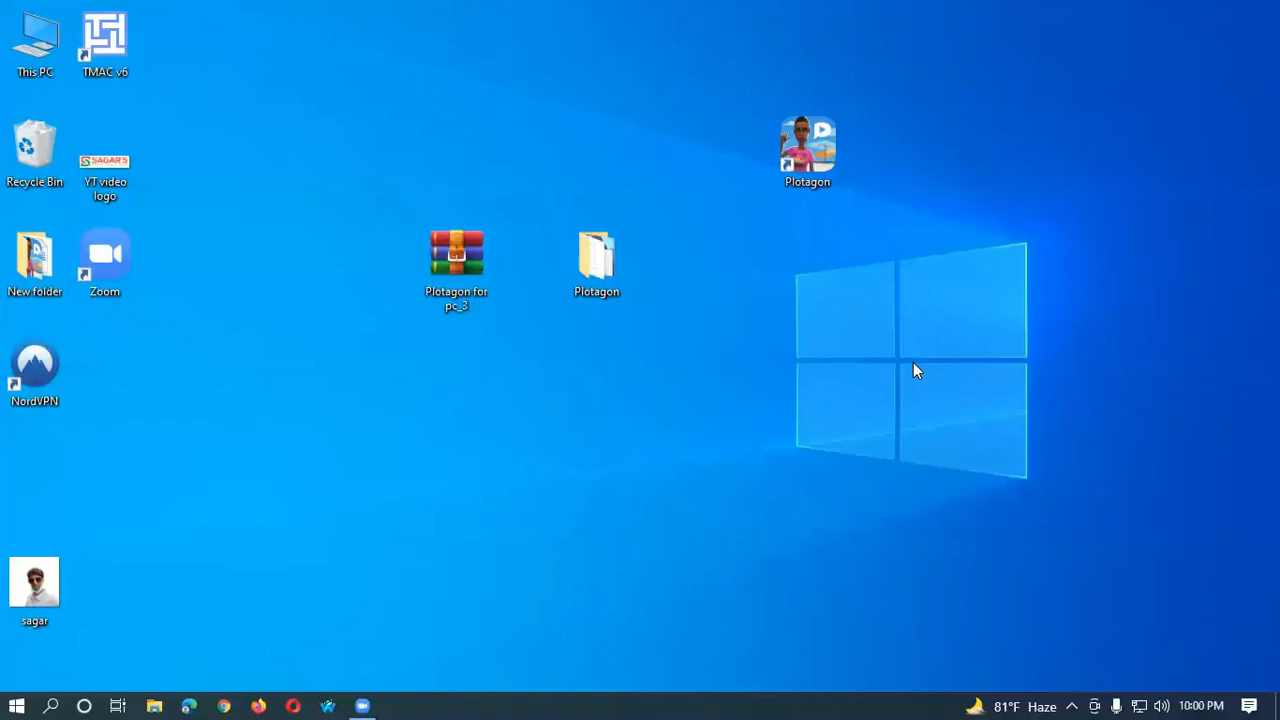 This PC
TMAC v6
Recycle Bin
SAGAR'S
YT video
logo
New folder
Zoom
NordVPN
sagar
Plotagon for
pc_3
Plotagon
Plotagon
81°F Haze
10:00 PM